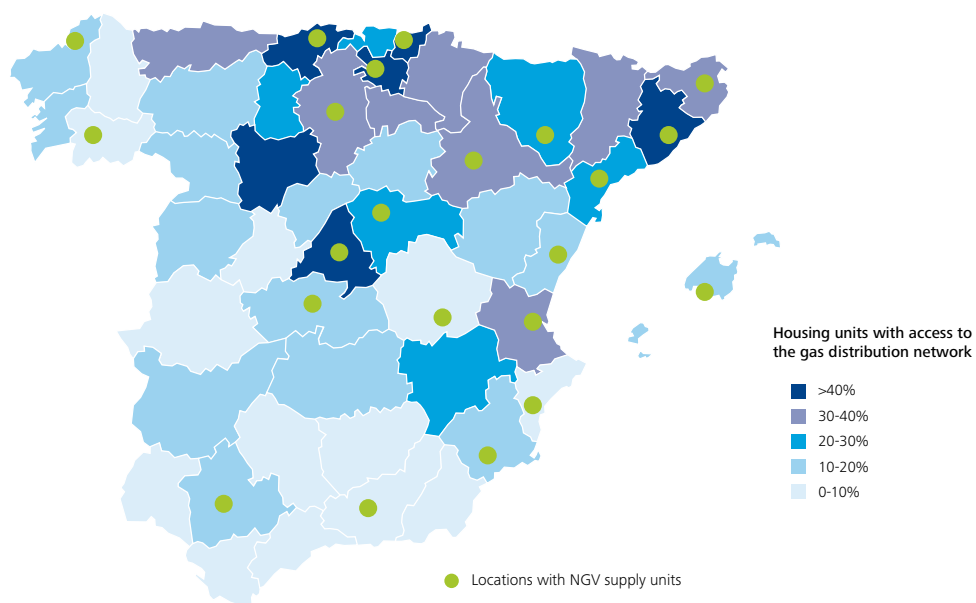 Housing units with access to
the gas distribution network
>40%
30-40%
20-30%
10-20%
0-10%
Locations with NGV supply units